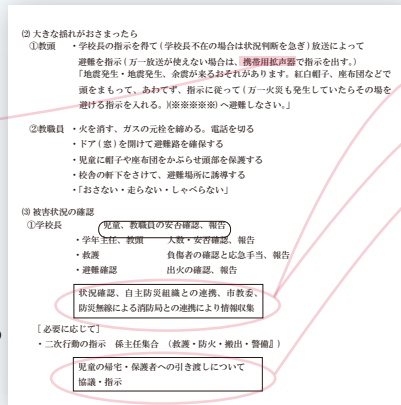 ⑵ 大きな揺れがおさまったら
①教頭 ・学校長の指示を得て(学校長不在の場合は状況判断を急ぎ)放送によって
避難を指示(万一放送が使えない場合は、携帯用拡声器で指示を出す。)
「地震発生・地震発生、余震が来るおそれがあります。紅白帽子、座布団などで
頭をまもって、あわてず、指示に従って(万一火災も発生していたらその場を
避ける指示を入れる。)(※※※※※)へ避難しなさい。」
②教職員 ・火を消す、ガスの元栓を締める。電話を切る
・ドア(窓)を開けて避難路を確保する
・児童に帽子や座布団をかぶらせ頭部を保護する
・校舎の軒下をさけて、避難場所に誘導する
・「おさない・走らない・しゃべらない」
⑶ 被害状況の確認
①学校長 児童、教職員の安否確認、報告
・学年主任、教頭 人数・安否確認、報告
・救護 負傷者の確認と応急手当、報告
・避難確認 出火の確認、報告
状況確認、自主防災組織との連携、市教委、
防災無線による消防局との連携により情報収集
[必要に応じて]
・二次行動の指示 係主任集合 (救護・防火・搬出・警備』)
児童の帰宅・保護者への引き渡しについて
協議・指示